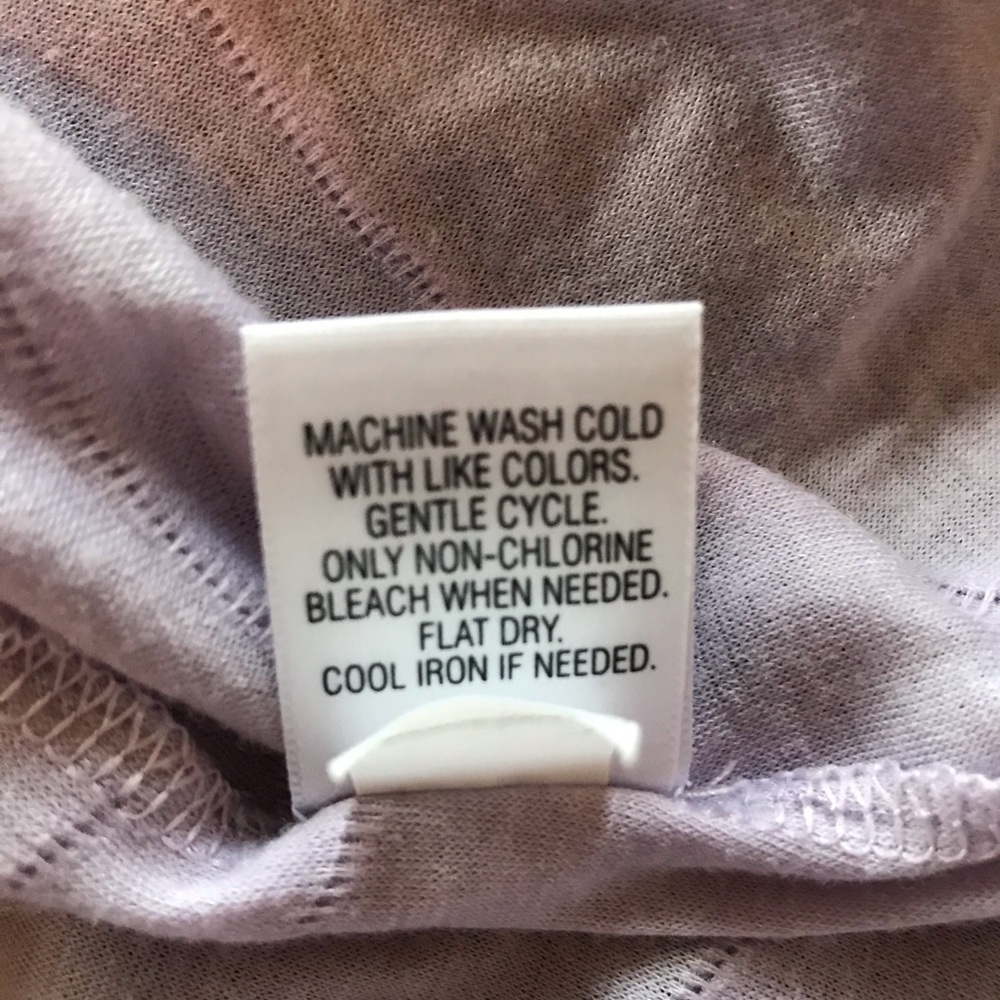 MACHINE WASH COLD
WITH LIKE COLORS.
GENTLE CYCLE.
ONLY NON-CHLORINE
BLEACH WHEN NEEDED.
FLAT DRY.
COOL IRON IF NEEDED.